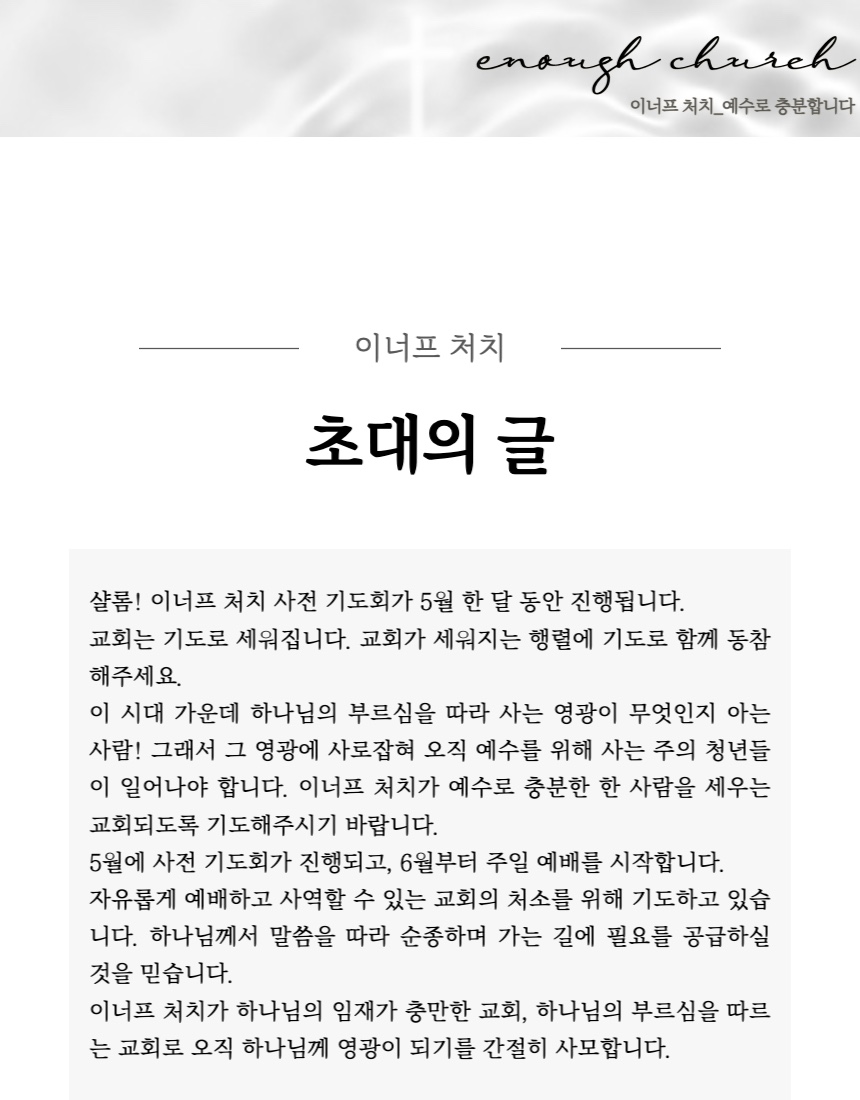 enough church
이너프 처치_예수로 충분합니다
이너프 처치
초대의 글
샬롬! 이너프 처치 사전 기도회가 5월 한 달 동안 진행됩니다.
교회는 기도로 세워집니다. 교회가 세워지는 행렬에 기도로 함께 동참
해주세요.
이 시대 가운데 하나님의 부르심을 따라 사는 영광이 무엇인지 아는
사람! 그래서 그 영광에 사로잡혀 오직 예수를 위해 사는 주의 청년들
이 일어나야 합니다. 이너프 처치가 예수로 충분한 한 사람을 세우는
교회되도록 기도해주시기 바랍니다.
5월에 사전 기도회가 진행되고, 6월부터 주일 예배를 시작합니다.
자유롭게 예배하고 사역할 수 있는 교회의 처소를 위해 기도하고 있습
니다. 하나님께서 말씀을 따라 순종하며 가는 길에 필요를 공급하실
것을 믿습니다.
이너프 처치가 하나님의 임재가 충만한 교회, 하나님의 부르심을 따르
는 교회로 오직 하나님께 영광이 되기를 간절히 사모합니다.